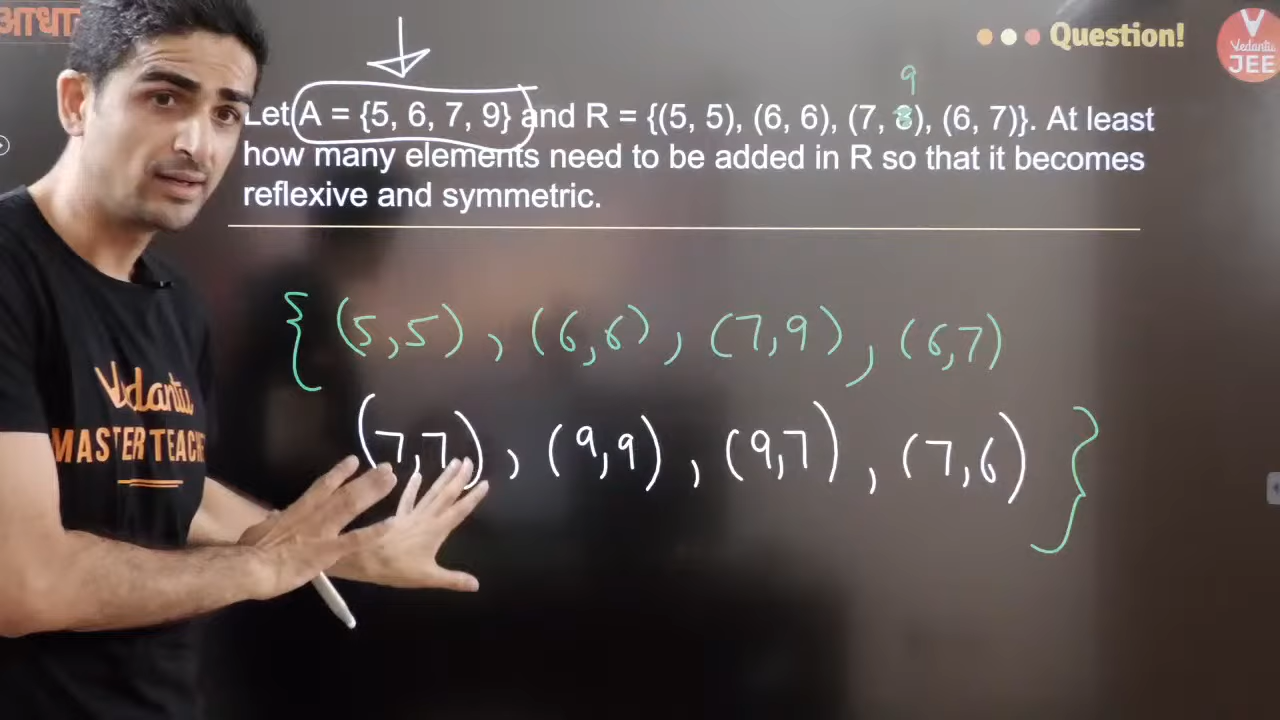 आधा
Question!
Vedantu
JEE
9
Let A = {5, 6, 7, 9} and R = {(5, 5), (6, 6), (7, 8), (6, 7)}. At least
how many elements need to be added in R so that it becomes
reflexive and symmetric.
{ (5,5), (6,6), (7,9), (6,7)
(7,7), (9,9), (9,7), (7,6) }
Vedantu
MASTER TEACHE